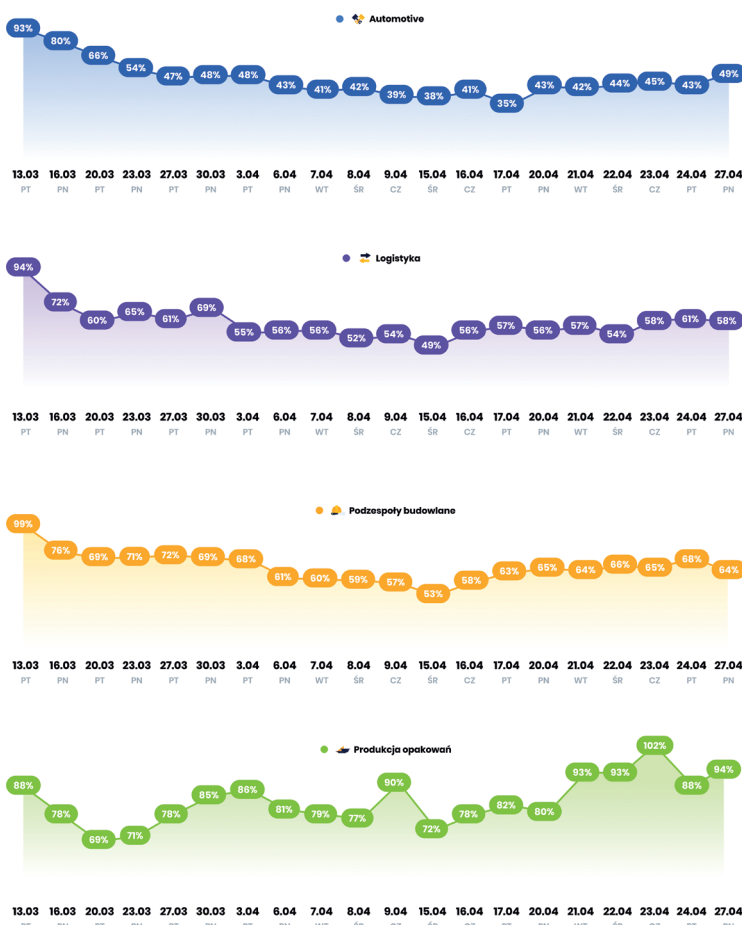 Automotive
93% 80% 66% 54% 47% 48% 48% 43% 41% 42% 39% 38% 41% 35% 43% 42% 44% 45% 43% 49%
13.03 16.03 20.03 23.03 27.03 30.03 3.04 6.04 7.04 8.04 9.04 15.04 16.04 17.04 20.04 21.04 22.04 23.04 24.04 27.04
PT PN PT PN PT PN PT PN WT ŚR CZ ŚR CZ PT PN WT ŚR CZ PT PN
Logistyka
94% 72% 60% 65% 61% 69% 55% 56% 56% 52% 54% 49% 56% 57% 56% 57% 54% 58% 61% 58%
13.03 16.03 20.03 23.03 27.03 30.03 3.04 6.04 7.04 8.04 9.04 15.04 16.04 17.04 20.04 21.04 22.04 23.04 24.04 27.04
PT PN PT PN PT PN PT PN WT ŚR CZ ŚR CZ PT PN WT ŚR CZ PT PN
Podzespoły budowlane
99% 76% 69% 71% 72% 69% 68% 61% 60% 59% 57% 53% 58% 63% 65% 64% 66% 65% 68% 64%
13.03 16.03 20.03 23.03 27.03 30.03 3.04 6.04 7.04 8.04 9.04 15.04 16.04 17.04 20.04 21.04 22.04 23.04 24.04 27.04
PT PN PT PN PT PN PT PN WT ŚR CZ ŚR CZ PT PN WT ŚR CZ PT PN
Produkcja opakowań
88% 78% 69% 71% 78% 85% 86% 81% 79% 77% 90% 72% 78% 82% 80% 93% 93% 102% 88% 94%
13.03 16.03 20.03 23.03 27.03 30.03 3.04 6.04 7.04 8.04 9.04 15.04 16.04 17.04 20.04 21.04 22.04 23.04 24.04 27.04